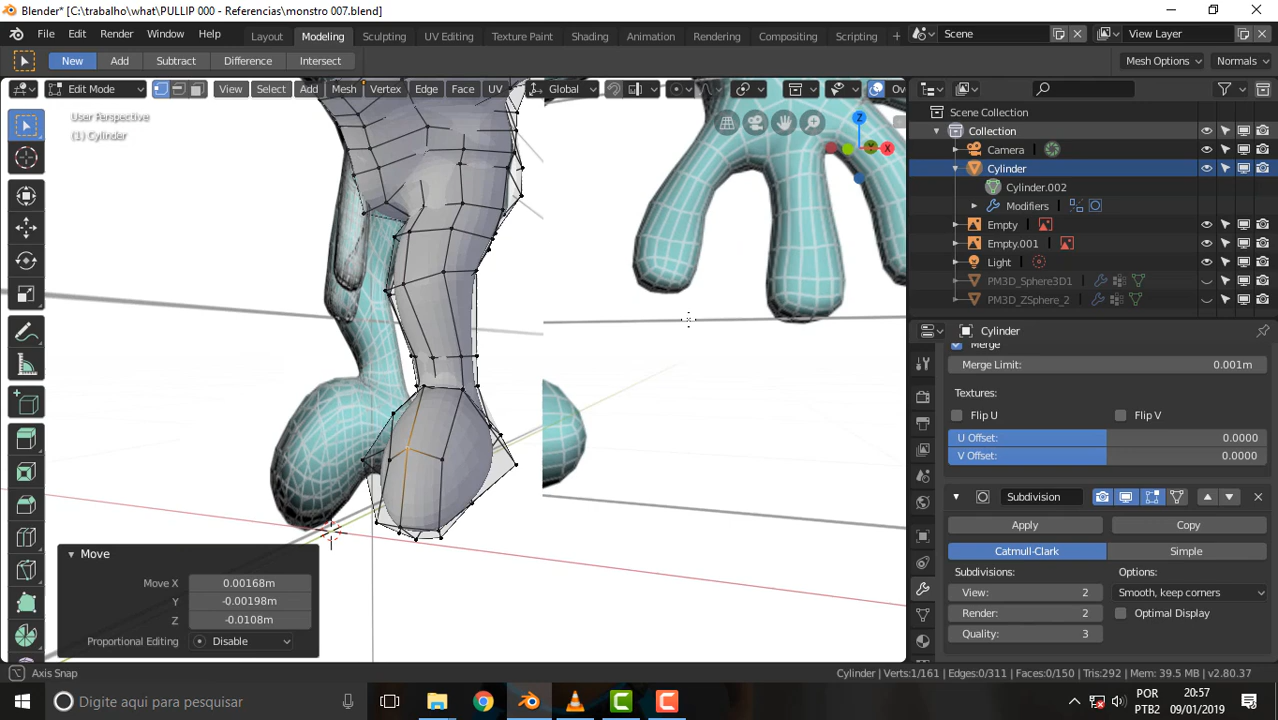 Blender* [C:\trabalho\what\PULLIP 000 - Referencias\monstro 007.blend]
File Edit Render Window Help Layout Modeling Sculpting UV Editing Texture Paint Shading Animation Rendering Compositing Scripting + Scene View Layer
New Add Subtract Difference Intersect Mesh Options Normals
Edit Mode View Select Add Mesh Vertex Edge Face UV Global Ov
User Perspective
(1) Cylinder
Z
X
Y
Scene Collection
Collection
Camera
Cylinder
Cylinder.002
Modifiers
Empty
Empty.001
Light
PM3D_Sphere3D1
PM3D_ZSphere_2
Cylinder
Merge
Merge Limit: 0.001m
Textures:
Flip U Flip V
U Offset: 0.0000
V Offset: 0.0000
Subdivision
Apply Copy
Catmull-Clark Simple
Subdivisions: Options:
View: 2 Smooth, keep corners
Render: 2 Optimal Display
Quality: 3
Move
Move X 0.00168m
Y -0.00198m
Z -0.0108m
Proportional Editing Disable
Axis Snap Cylinder | Verts:1/161 | Edges:0/311 | Faces:0/150 | Tris:292 | Mem: 39.5 MB | v2.80.37
Digite aqui para pesquisar
POR 20:57
PTB2 09/01/2019